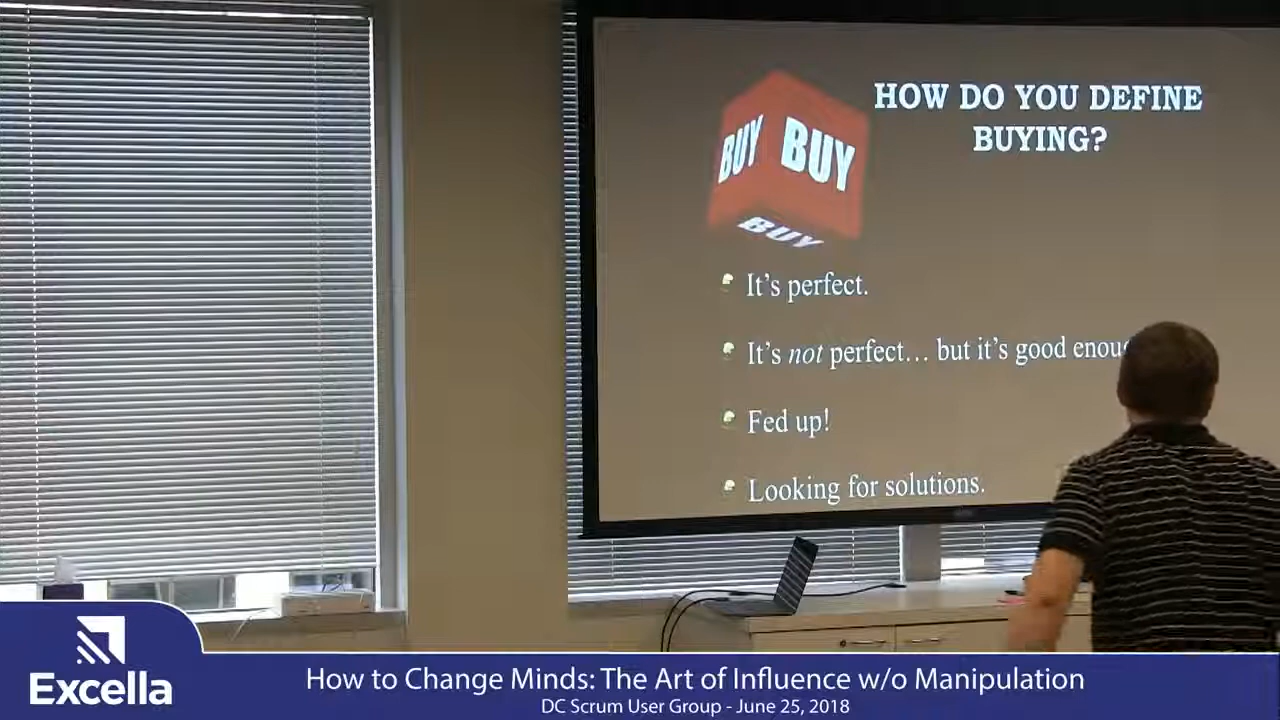 HOW DO YOU DEFINE
BUYING?
BUY BUY
BUY
It's perfect.
It's not perfect... but it's good
Fed up!
Looking for solutions.
Excella
How to Change Minds: The Art of Influence w/o Manipulation
DC Scrum User Group - June 25, 2018